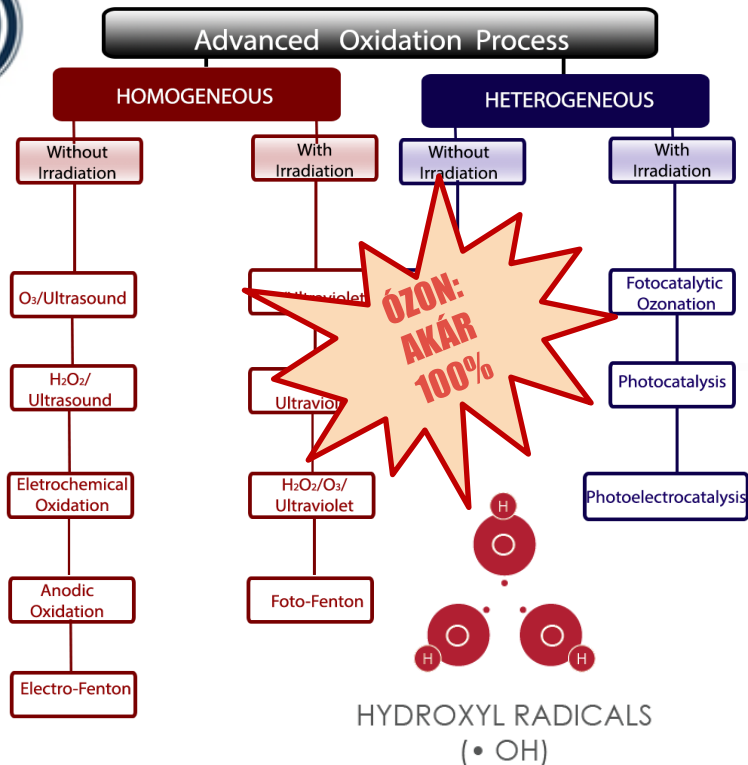 Advanced Oxidation Process
HOMOGENEOUS
Without
Irradiation
O₃/Ultrasound
H₂O₂/
Ultrasound
Eletrochemical
Oxidation
Anodic
Oxidation
Electro-Fenton
With
Irradiation
H₂O₂/O₃/
Ultraviolet
Foto-Fenton
HETEROGENEOUS
Without
Irradiation
With
Irradiation
Fotocatalytic
Ozonation
Photocatalysis
Photoelectrocatalysis
ÓZON:
AKÁR
100%
H
H
H
HYDROXYL RADICALS
(• OH)